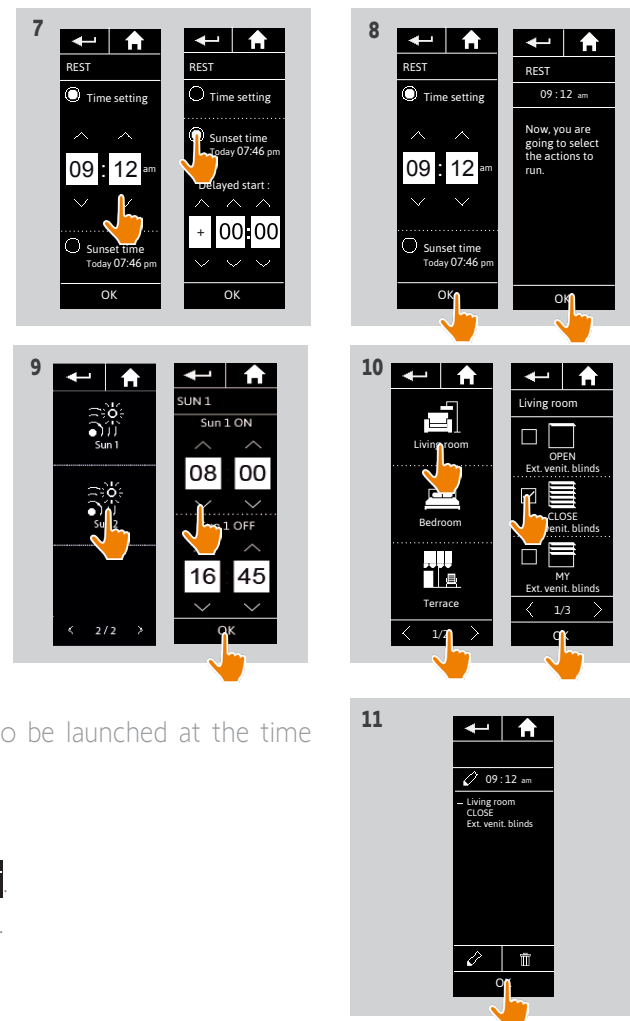 7
REST
Time setting
09 : 12 am
Sunset time
Today 07:46 pm
OK
REST
Time setting
Sunset time
Today 07:46 pm
Delayed start :
+ 00:00
OK
8
REST
Time setting
09 : 12 am
Sunset time
Today 07:46 pm
OK
REST
09 : 12 am
Now, you are
going to select
the actions to
run.
OK
9
Sun 1
2 / 2
SUN 1
Sun 1 ON
08 00
1 OFF
16 45
OK
10
Living room
Bedroom
Terrace
Living room
OPEN
Ext. venit. blinds
CLOSE
venit. blinds
MY
Ext. venit. blinds
1/3
o be launched at the time
.
.
11
09 : 12 am
– Living room
CLOSE
Ext. venit. blinds